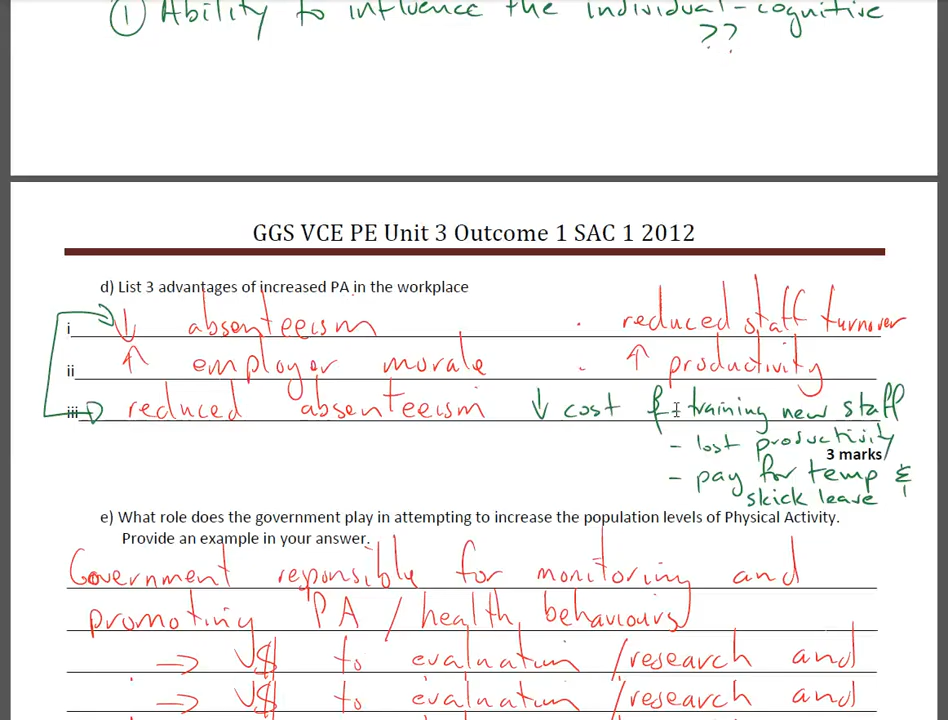 ① Ability to influence the individual - cognitive
??
GGS VCE PE Unit 3 Outcome 1 SAC 1 2012
d) List 3 advantages of increased PA in the workplace
i ↓ absenteeism . reduced staff turnover
ii ↑ employer morale . ↑ productivity
iii reduced absenteeism ↓ cost of training new staff
- lost productivity
3 marks
- pay for temp &
skick leave
e) What role does the government play in attempting to increase the population levels of Physical Activity.
Provide an example in your answer.
Government reponsible for monitoring and
promoting PA / health behaviours
→ $ to evaluation / research and
→ $ to evaluation / research and